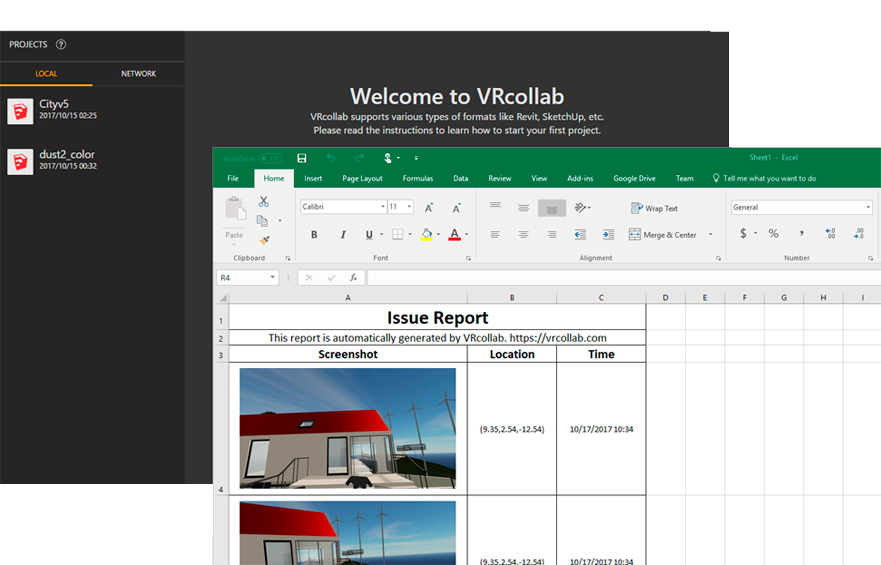 PROJECTS ?
LOCAL NETWORK
Cityv5
2017/10/15 02:25
dust2_color
2017/10/15 00:32
Welcome to VRcollab
VRcollab supports various types of formats like Revit, SketchUp, etc.
Please read the instructions to learn how to start your first project.
AutoSave Off Sheet1 - Excel
File Home Insert Page Layout Formulas Data Review View Add-ins Google Drive Team Tell me what you want to do
Paste
Clipboard
Calibri 11 A A
B I U A
Font
Wrap Text
Merge & Center
Alignment
General
$ % , .0 .00 .00 .0
Number
R4 fx
A B C D E F G H I
1 Issue Report
2 This report is automatically generated by VRcollab. https://vrcollab.com
3 Screenshot Location Time
4 (9.35,2.54,-12.54) 10/17/2017 10:34
(9.35,2.54,-12.54) 10/17/2017 10:34